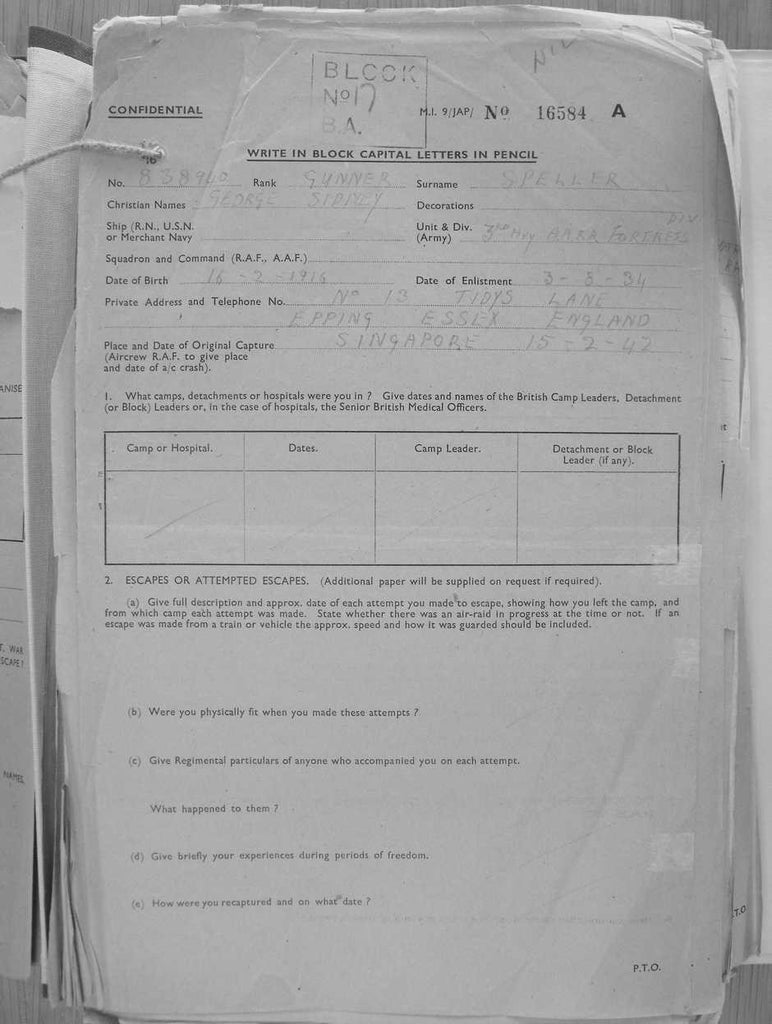 NIL
BLOCK
No 17
B.A.
CONFIDENTIAL
M.I. 9/JAP/ No 16584 A
WRITE IN BLOCK CAPITAL LETTERS IN PENCIL
No. 838940 Rank GUNNER Surname SPELLER
Christian Names GEORGE SIDNEY Decorations
Ship (R.N., U.S.N. or Merchant Navy
Unit & Div. (Army) 3rd Hvy FORTRESS DIV
Squadron and Command (R.A.F., A.A.F.)
Date of Birth 16-2-1916 Date of Enlistment 3-8-34
Private Address and Telephone No. No 13 TIDYS LANE
EPPING ESSEX ENGLAND
Place and Date of Original Capture SINGAPORE 15-2-42
(Aircrew R.A.F. to give place
and date of a/c crash).
1. What camps, detachments or hospitals were you in ? Give dates and names of the British Camp Leaders, Detachment
(or Block) Leaders or, in the case of hospitals, the Senior British Medical Officers.
Camp or Hospital. Dates. Camp Leader. Detachment or Block
Leader (if any).
2. ESCAPES OR ATTEMPTED ESCAPES. (Additional paper will be supplied on request if required).
(a) Give full description and approx. date of each attempt you made to escape, showing how you left the camp, and
from which camp each attempt was made. State whether there was an air-raid in progress at the time or not. If an
escape was made from a train or vehicle the approx. speed and how it was guarded should be included.
(b) Were you physically fit when you made these attempts ?
(c) Give Regimental particulars of anyone who accompanied you on each attempt.
What happened to them ?
(d) Give briefly your experiences during periods of freedom.
(e) How were you recaptured and on what date ?
P.T.O.
ANISE
T. WAR
SCAPE ?
NAMES
T.O